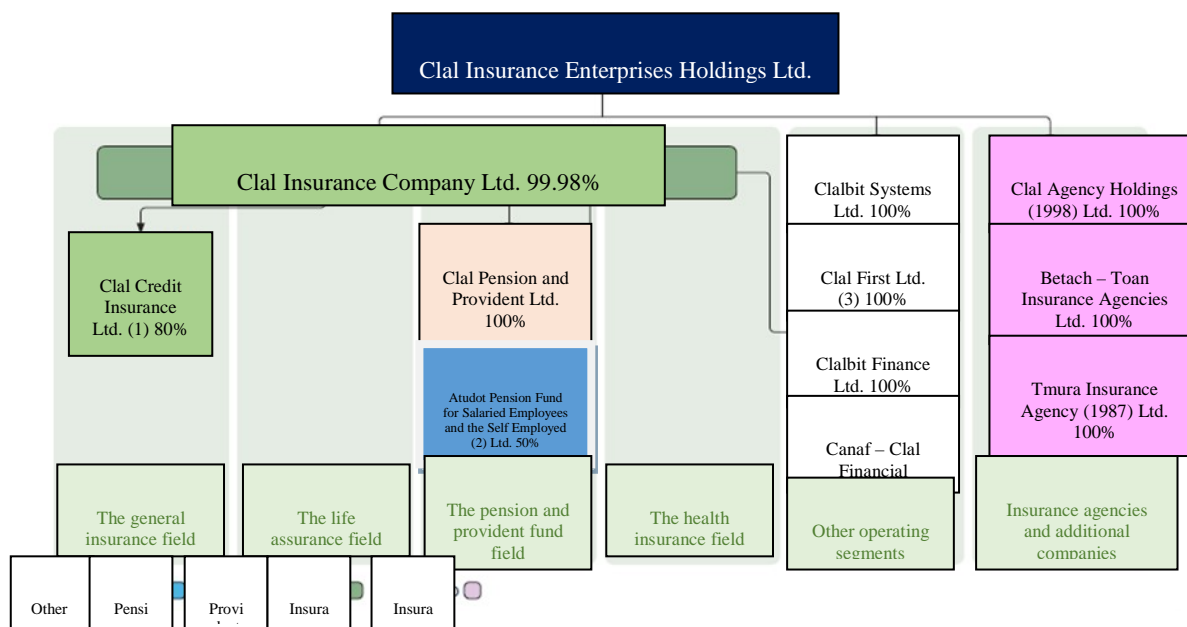 Clal Insurance Enterprises Holdings Ltd.
Clal Insurance Company Ltd. 99.98%
Clal Credit
Insurance
Ltd. (1) 80%
Clal Pension and
Provident Ltd.
100%
Atudot Pension Fund
for Salaried Employees
and the Self Employed
(2) Ltd. 50%
Clalbit Systems
Ltd. 100%
Clal First Ltd.
(3) 100%
Clalbit Finance
Ltd. 100%
Canaf – Clal
Financial
Clal Agency Holdings
(1998) Ltd. 100%
Betach – Toan
Insurance Agencies
Ltd. 100%
Tmura Insurance
Agency (1987) Ltd.
100%
The general
insurance field
The life
assurance field
The pension and
provident fund
field
The health
insurance field
Other operating
segments
Insurance agencies
and additional
companies
Other
Pensi
Provi
Insura
Insura